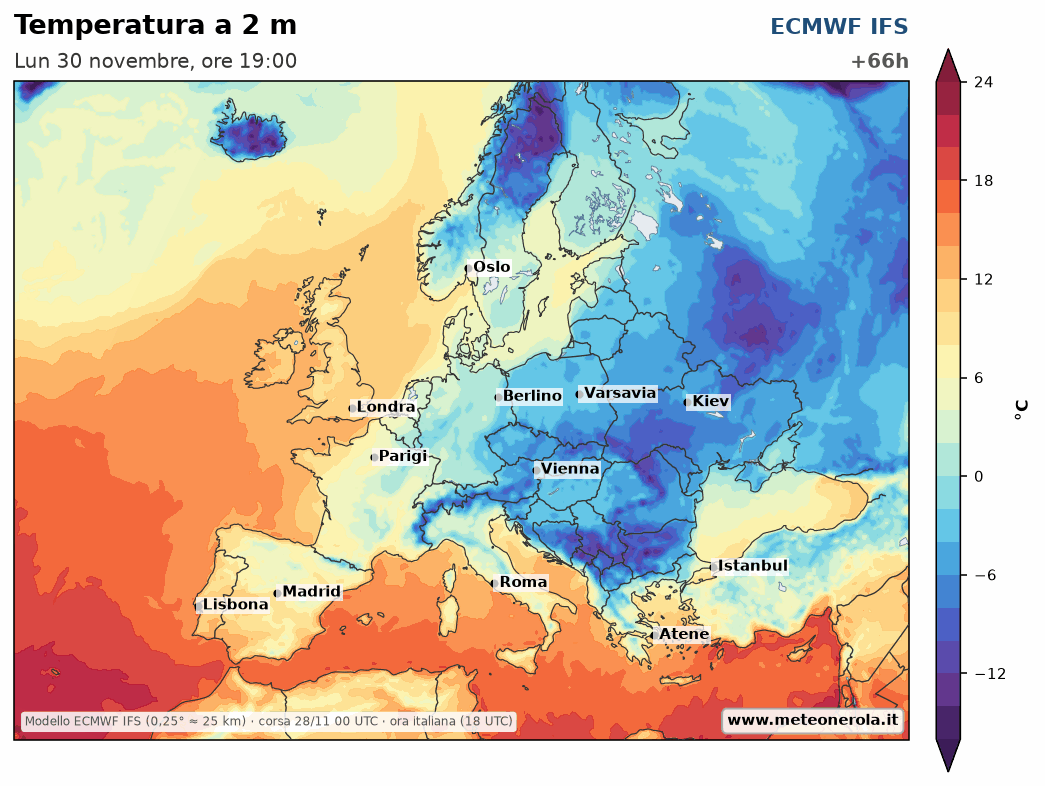 Temperatura a 2 m
ECMWF IFS
Lun 30 novembre, ore 19:00
+66h
24
18
12
6
0
−6
−12
°C
Oslo
Berlino
Varsavia
Kiev
Londra
Parigi
Vienna
Istanbul
Roma
Madrid
Lisbona
Atene
Modello ECMWF IFS (0,25° ≈ 25 km) · corsa 28/11 00 UTC · ora italiana (18 UTC)
www.meteonerola.it